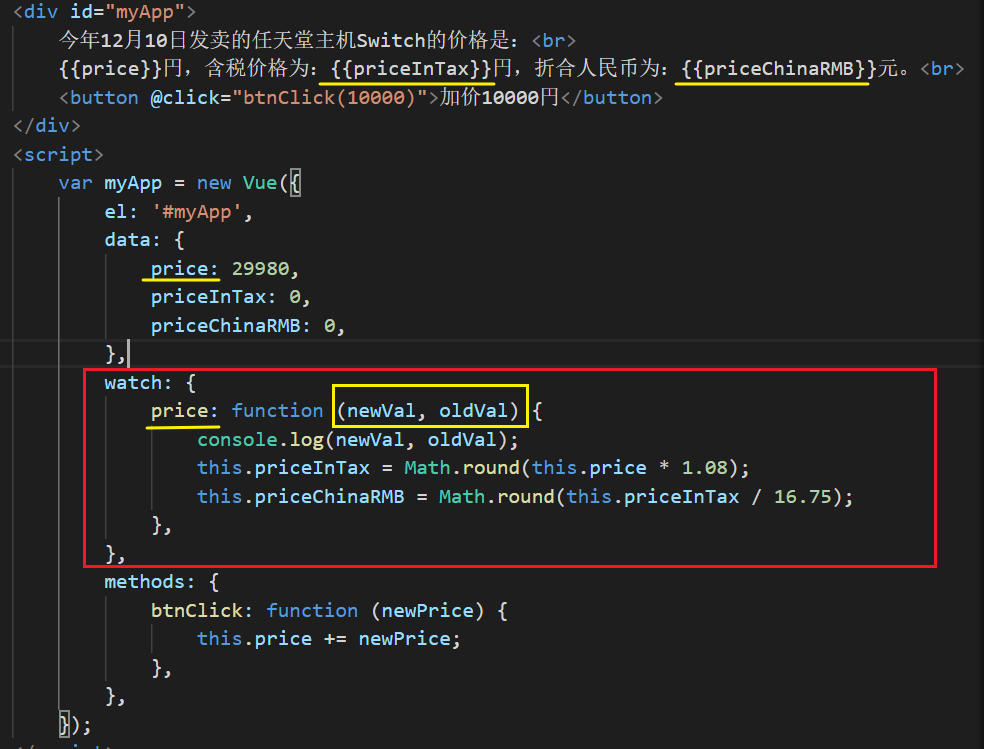 <div id="myApp">
今年12月10日发卖的任天堂主机Switch的价格是：<br>
{{price}}円，含税价格为：{{priceInTax}}円，折合人民币为：{{priceChinaRMB}}元。<br>
<button @click="btnClick(10000)">加价10000円</button>
</div>
<script>
var myApp = new Vue({
el: '#myApp',
data: {
price: 29980,
priceInTax: 0,
priceChinaRMB: 0,
},
watch: {
price: function (newVal, oldVal) {
console.log(newVal, oldVal);
this.priceInTax = Math.round(this.price * 1.08);
this.priceChinaRMB = Math.round(this.priceInTax / 16.75);
},
},
methods: {
btnClick: function (newPrice) {
this.price += newPrice;
},
},
});